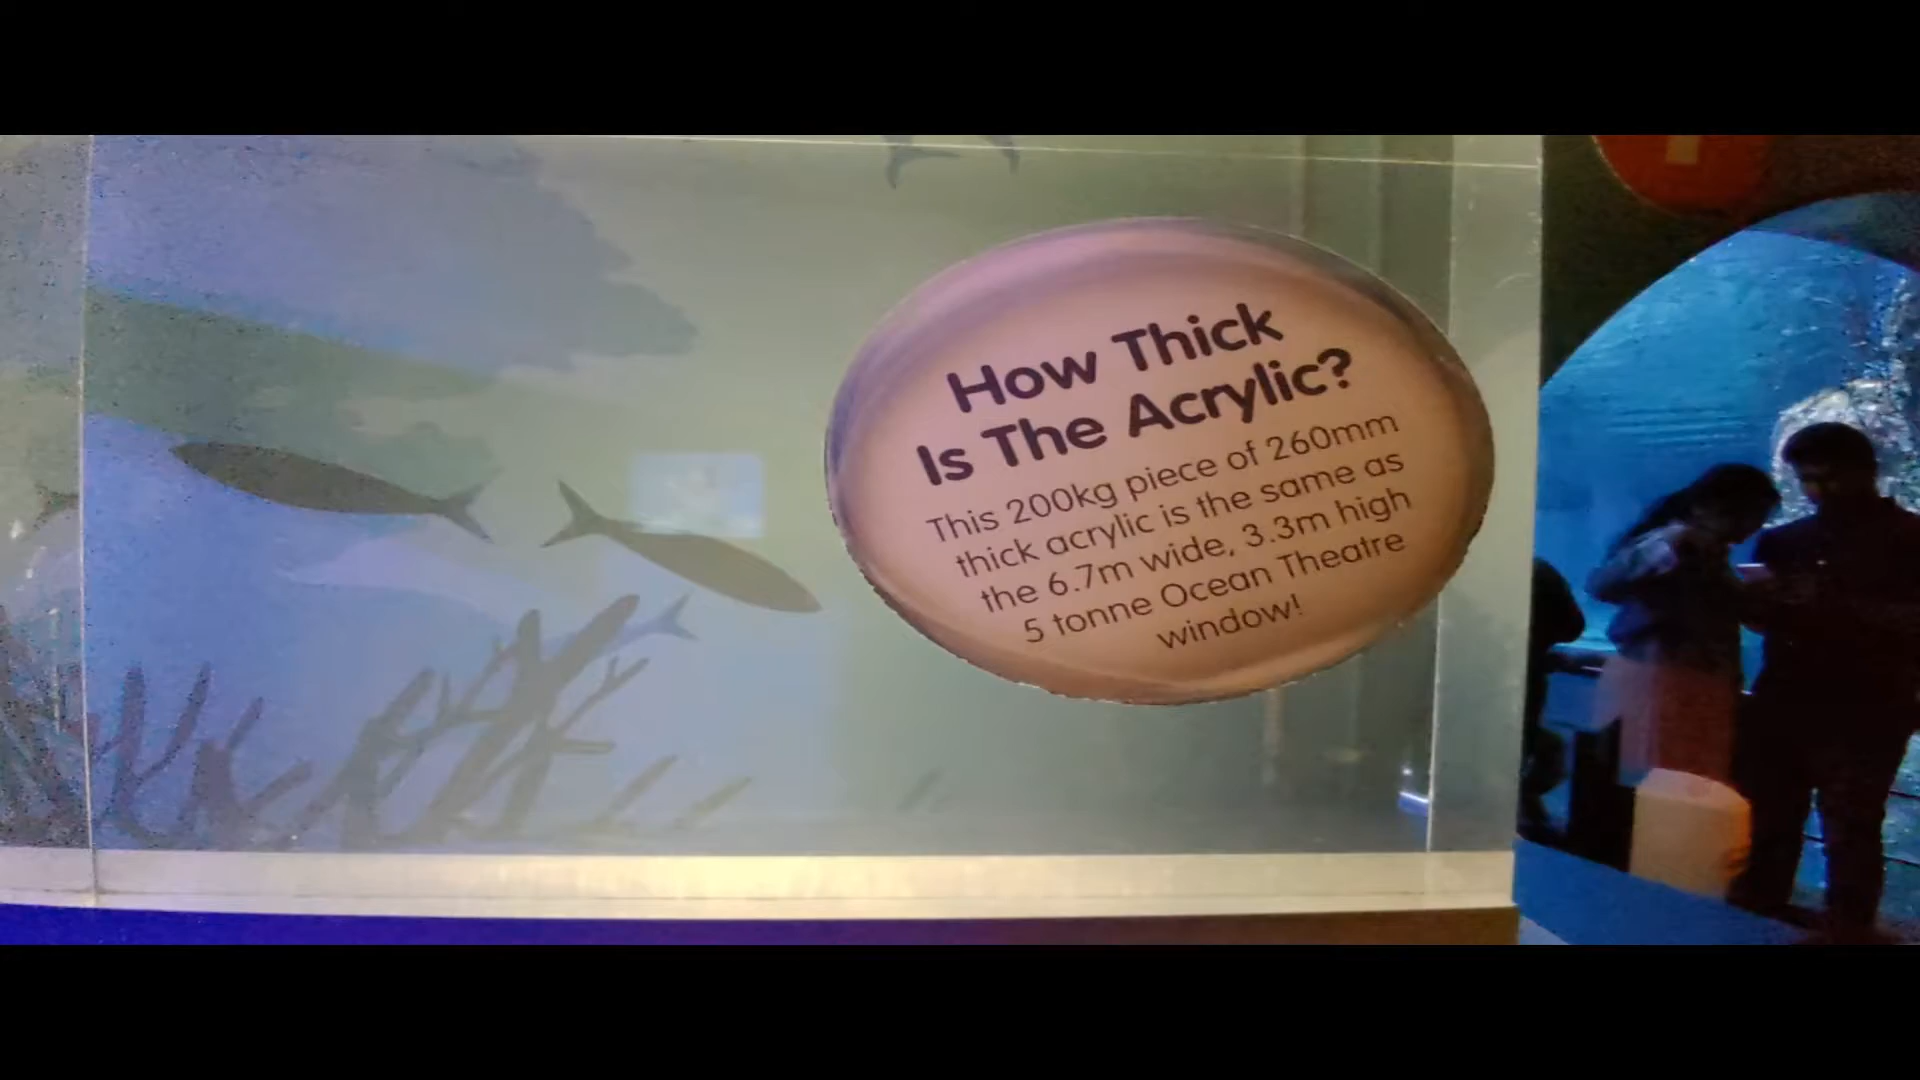 How Thick
Is The Acrylic?
This 200kg piece of 260mm
thick acrylic is the same as
the 6.7m wide, 3.3m high
5 tonne Ocean Theatre
window!